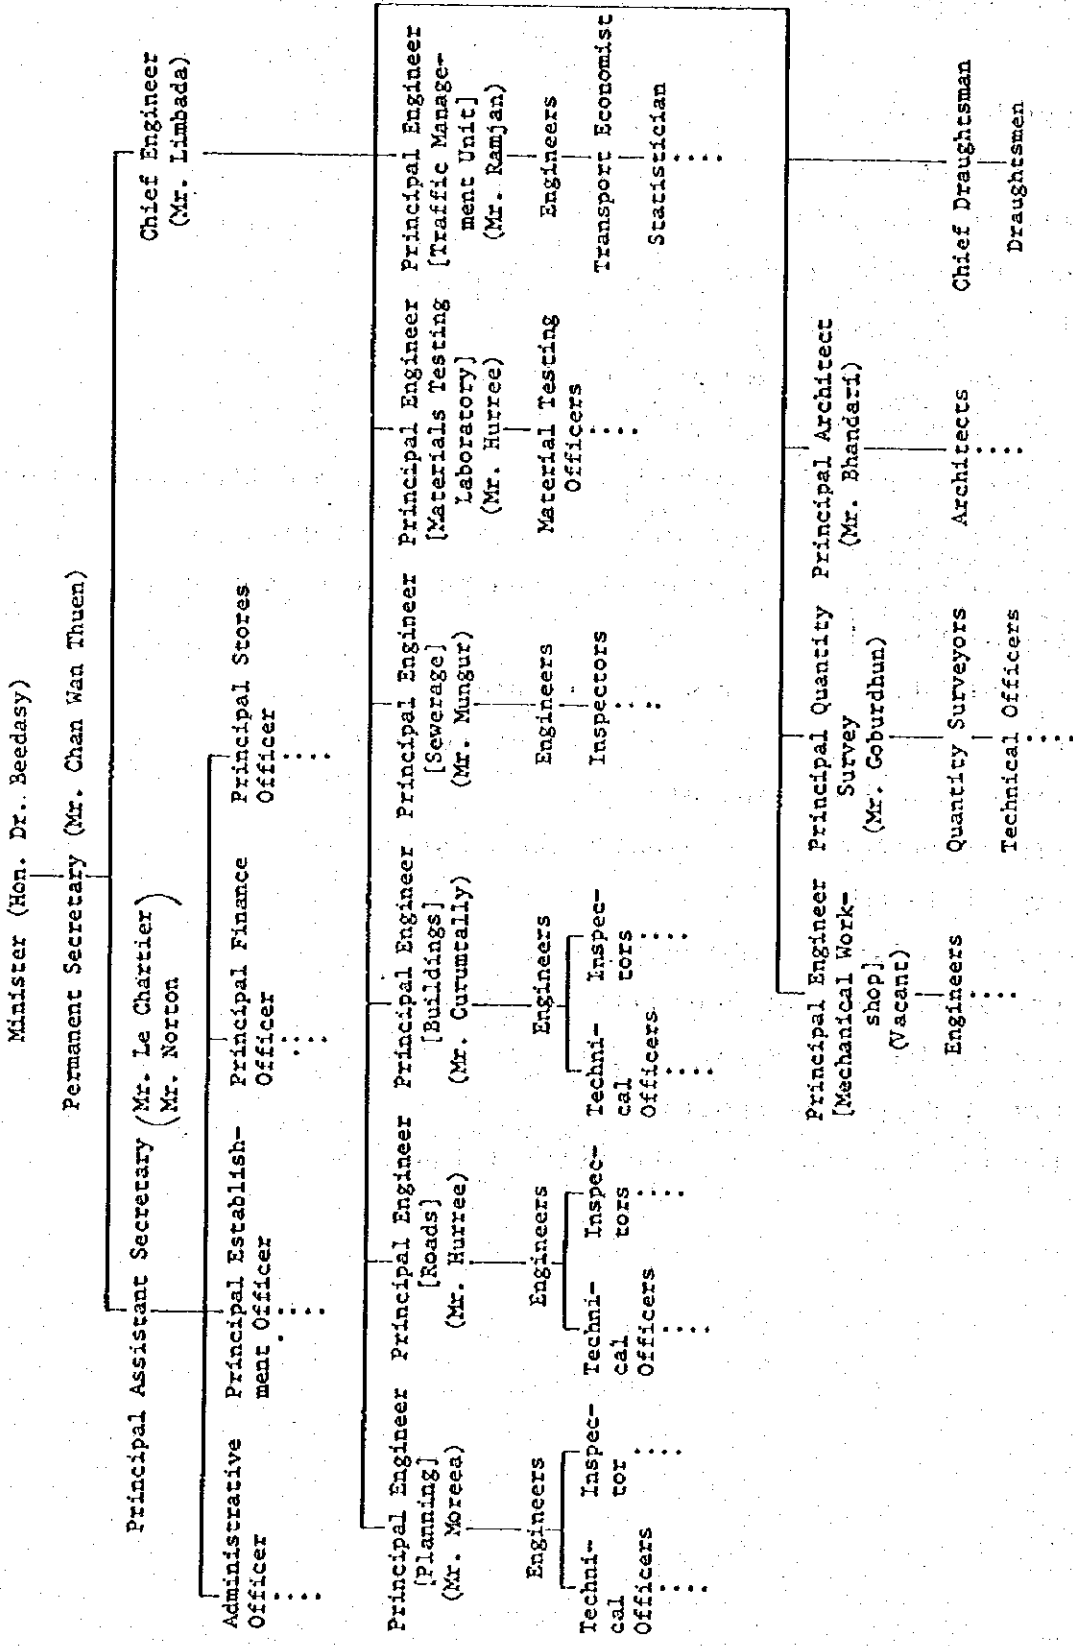 Minister (Hon. Dr. Beedasy)
Permanent Secretary (Mr. Chan Wan Thuen)
Principal Assistant Secretary (Mr. Le Chartier)
(Mr. Norton)
Chief Engineer
(Mr. Limbada)
Administrative
Officer
Principal Establish-
ment Officer
Principal Finance
Officer
Principal Stores
Officer
Principal Engineer
[Planning]
(Mr. Moreea)
Engineers
Techni-
cal
Officers
Inspec-
tor
Principal Engineer
[Roads]
(Mr. Hurree)
Engineers
Techni-
cal
Officers
Inspec-
tors
Principal Engineer
[Buildings]
(Mr. Curumtally)
Engineers
Techni-
cal
Officers
Inspec-
tors
Principal Engineer
[Sewerage]
(Mr. Mungur)
Engineers
Inspectors
Principal Engineer
[Materials Testing
Laboratory]
(Mr. Hurree)
Material Testing
Officers
Principal Engineer
[Traffic Manage-
ment Unit]
(Mr. Ramjan)
Engineers
Transport Economist
Statistician
Principal Engineer
[Mechanical Work-
shop]
(Vacant)
Engineers
Principal Quantity
Survey
(Mr. Goburdhun)
Quantity Surveyors
Technical Officers
Principal Architect
(Mr. Bhandari)
Architects
Chief Draughtsman
Draughtsmen